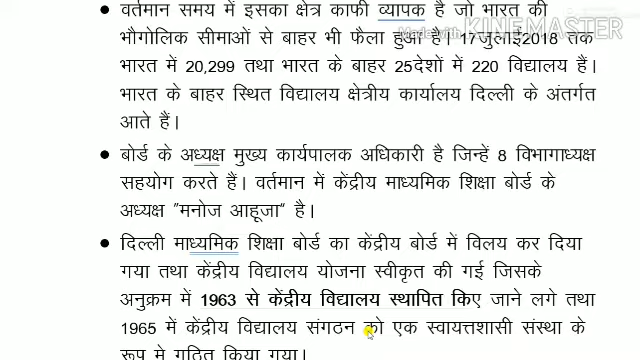 वर्तमान समय में इसका क्षेत्र काफी व्यापक है जो भारत की
Made with KINEMASTER
भौगोलिक सीमाओं से बाहर भी फैला हुआ है। 17जुलाई2018 तक
भारत में 20,299 तथा भारत के बाहर 25देशों में 220 विद्यालय हैं।
भारत के बाहर स्थित विद्यालय क्षेत्रीय कार्यालय दिल्ली के अंतर्गत
आते हैं।
बोर्ड के अध्यक्ष मुख्य कार्यपालक अधिकारी है जिन्हें 8 विभागाध्यक्ष
सहयोग करते हैं। वर्तमान में केंद्रीय माध्यमिक शिक्षा बोर्ड के
अध्यक्ष "मनोज आहूजा" है।
दिल्ली माध्यमिक शिक्षा बोर्ड का केंद्रीय बोर्ड में विलय कर दिया
गया तथा केंद्रीय विद्यालय योजना स्वीकृत की गई जिसके
अनुक्रम में 1963 से केंद्रीय विद्यालय स्थापित किए जाने लगे तथा
1965 में केंद्रीय विद्यालय संगठन को एक स्वायत्तशासी संस्था के
रूप मे गठित किया गया।